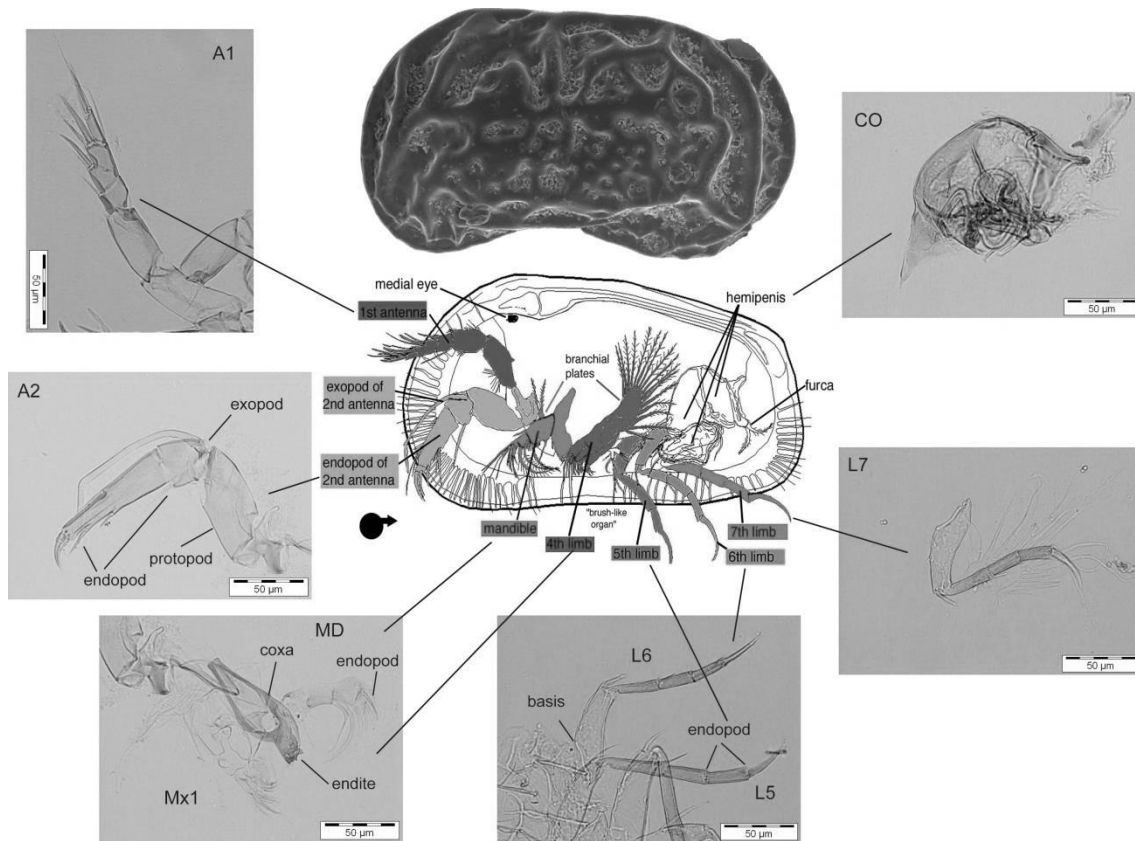 A1
50 µm
CO
50 µm
medial eye
1st antenna
hemipenis
branchial
plates
furca
exopod of
2nd antenna
endopod of
2nd antenna
mandible
"brush-like
organ"
4th limb
5th limb
6th limb
7th limb
A2
exopod
endopod
protopod
50 µm
L7
50 µm
MD
coxa
endopod
endite
Mx1
50 µm
L6
basis
endopod
L5
50 µm